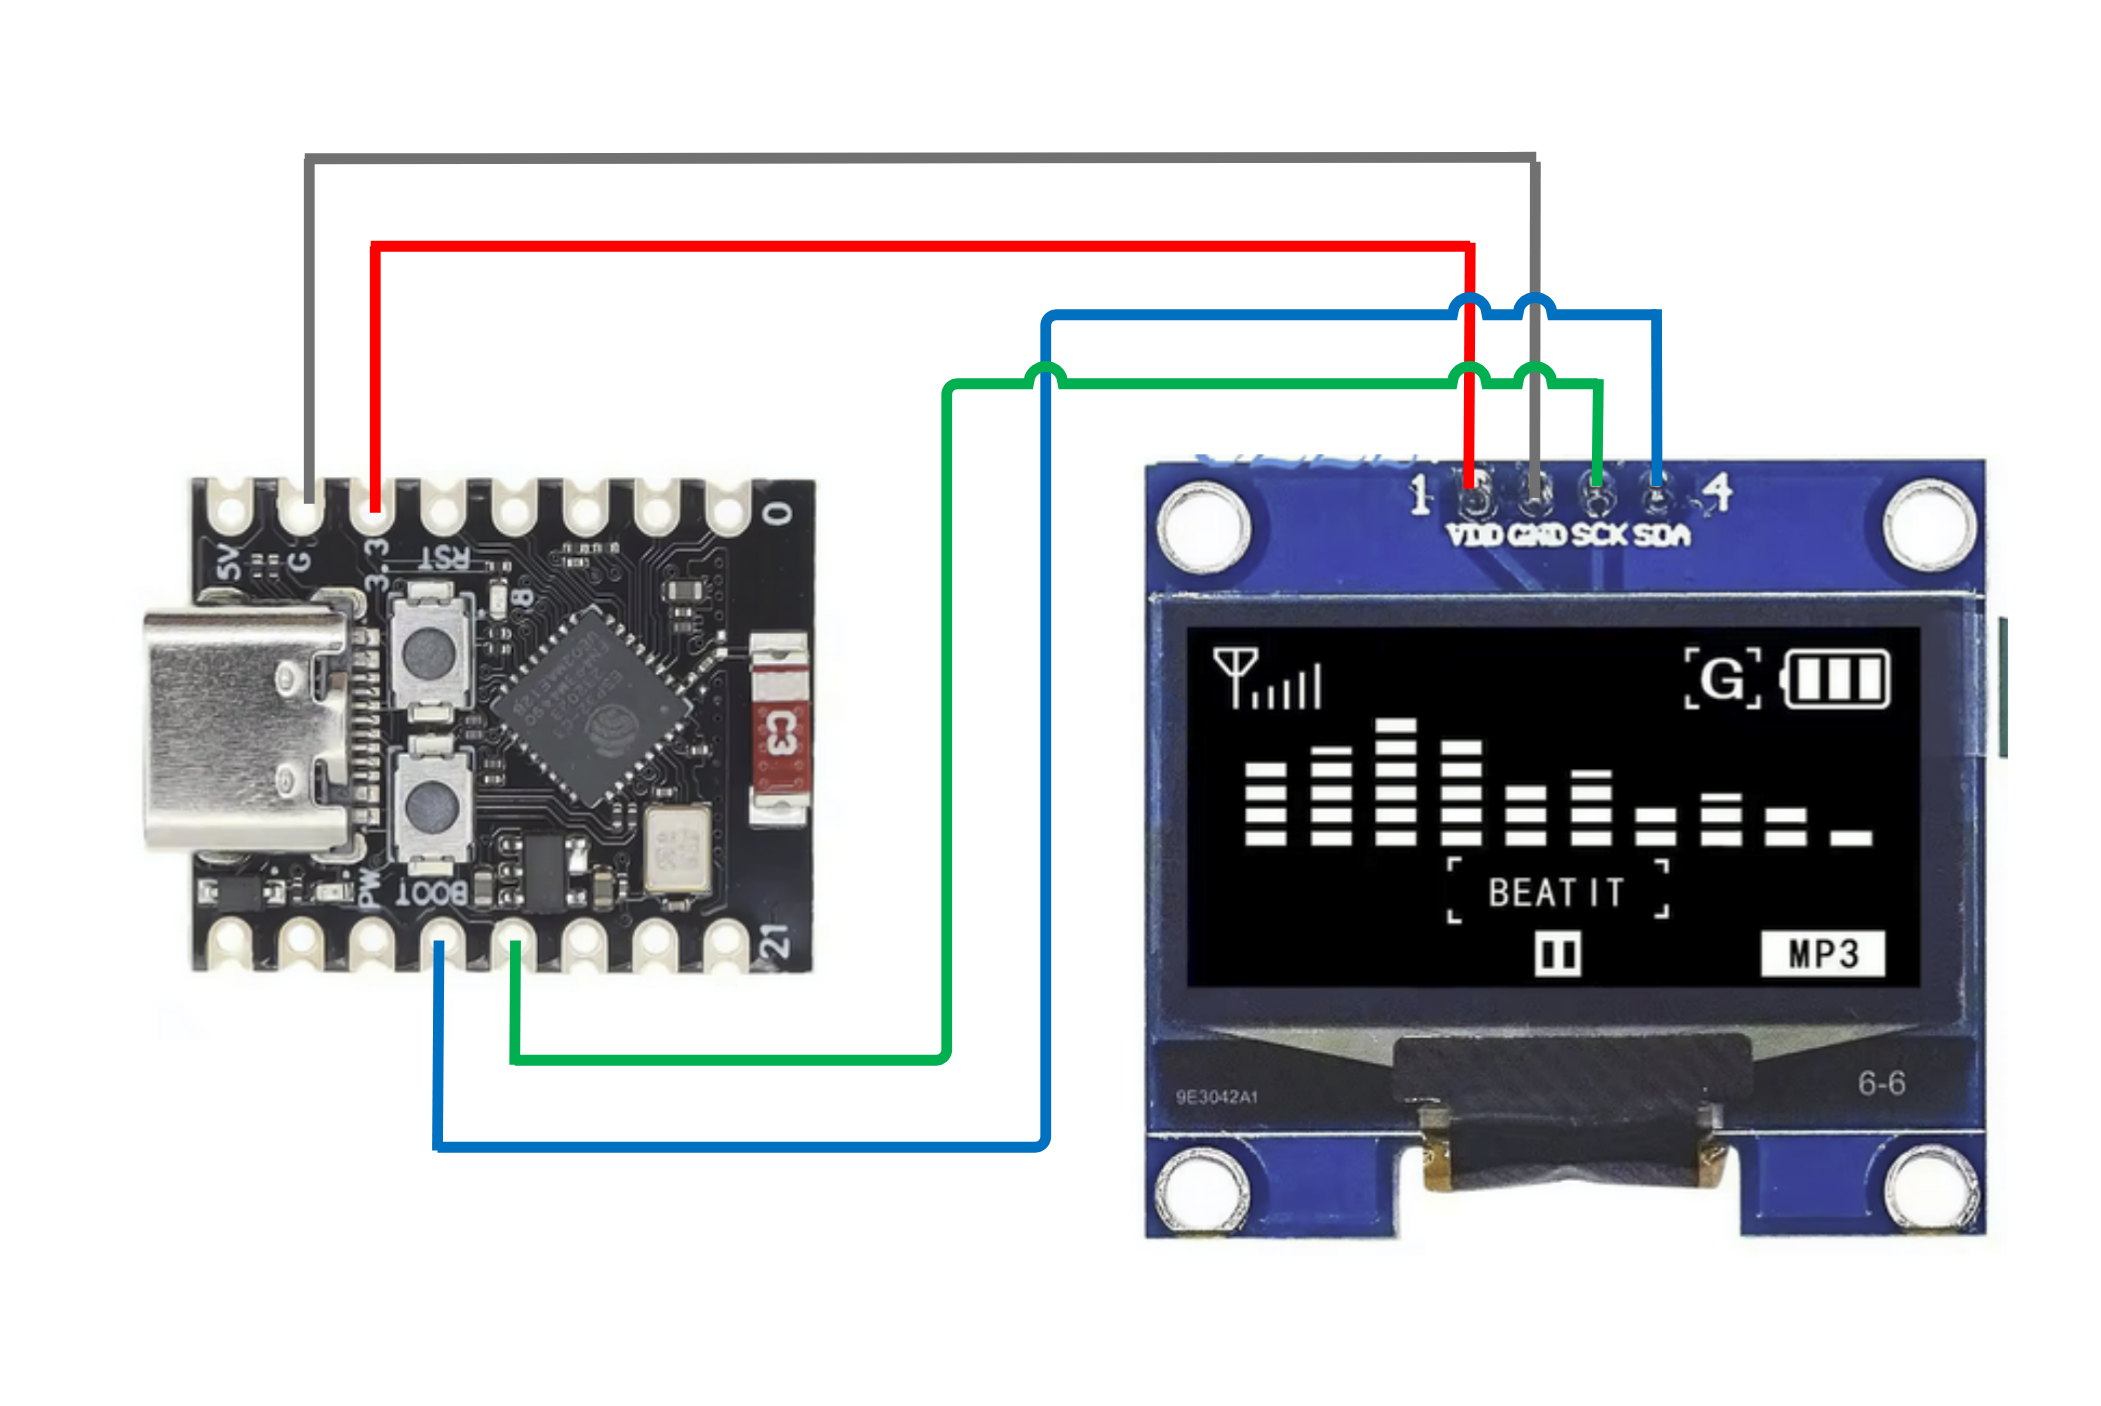 5V
G
3.3
RST
8
0
C3
PW
BOOT
21
1
4
VDD GND SCK SDA
G
BEAT IT
MP3
9E3042A1
6-6